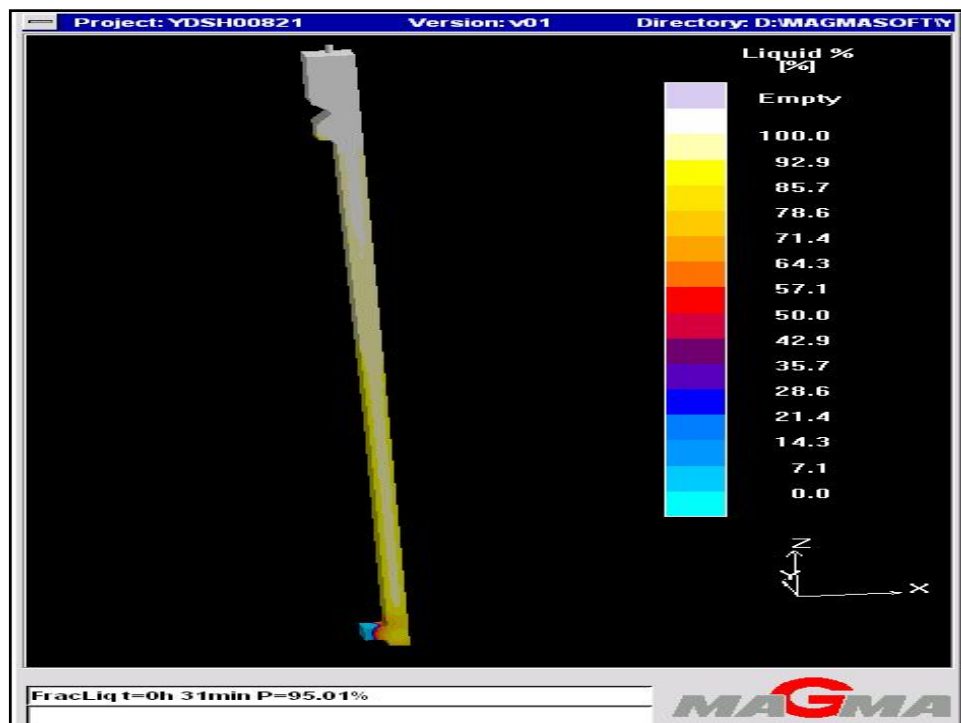 Project: YDSH00821 Version: v01 Directory: D:\MAGMASOFT\Y
Liquid %
[%]
Empty
100.0
92.9
85.7
78.6
71.4
64.3
57.1
50.0
42.9
35.7
28.6
21.4
14.3
7.1
0.0
Z
Y
X
FracLiq t=0h 31min P=95.01%
MAGMA